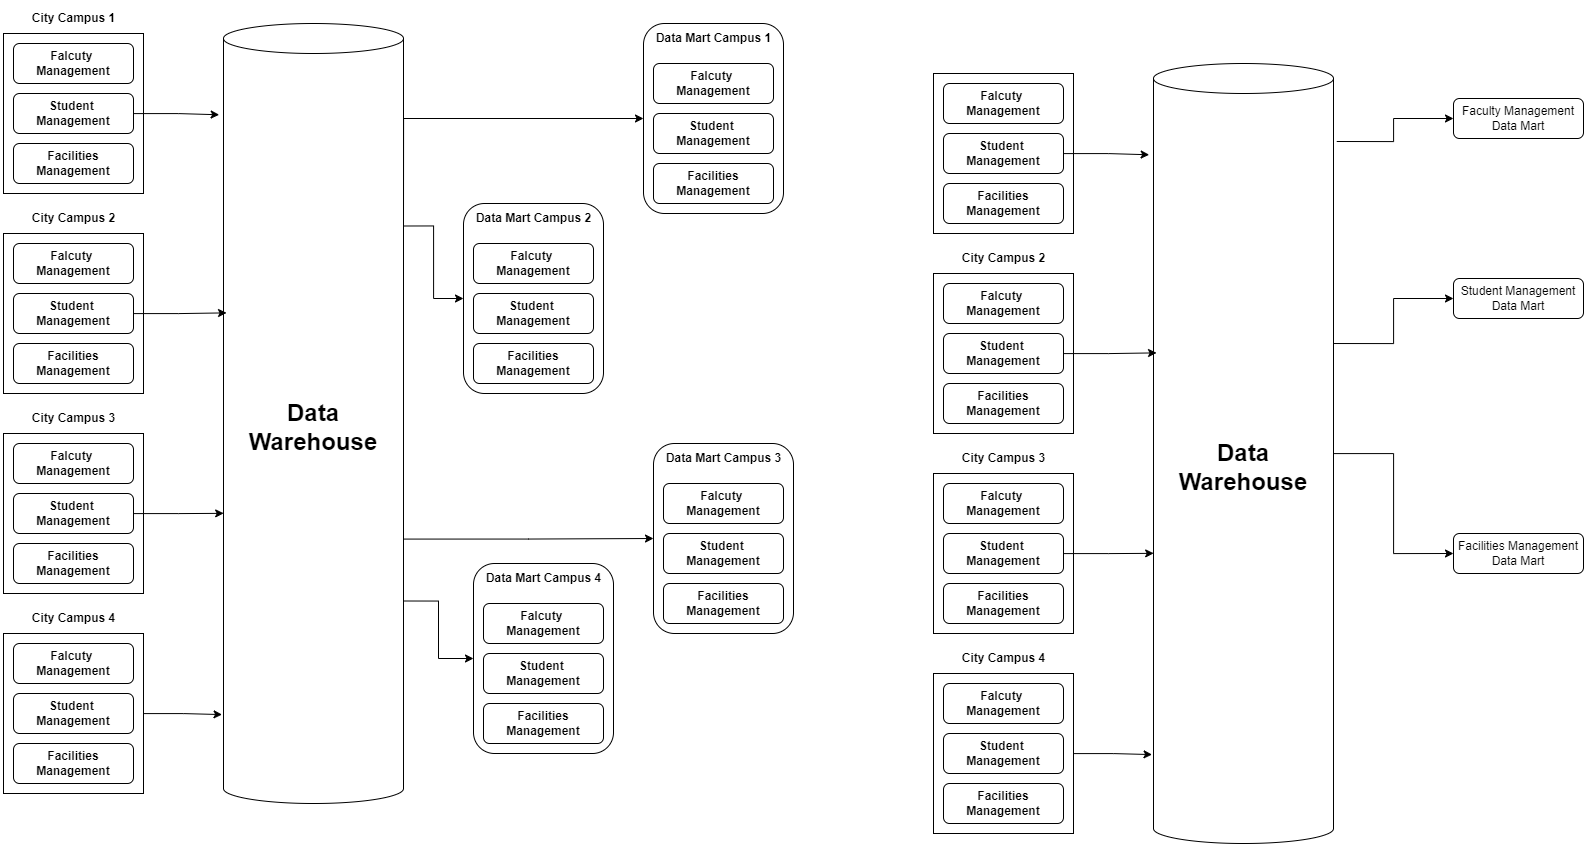 City Campus 1
Falcuty
Management
Student
Management
Facilities
Management
City Campus 2
Falcuty
Management
Student
Management
Facilities
Management
City Campus 3
Falcuty
Management
Student
Management
Facilities
Management
City Campus 4
Falcuty
Management
Student
Management
Facilities
Management
Data
Warehouse
Data Mart Campus 1
Falcuty
Management
Student
Management
Facilities
Management
Data Mart Campus 2
Falcuty
Management
Student
Management
Facilities
Management
Data Mart Campus 3
Falcuty
Management
Student
Management
Facilities
Management
Data Mart Campus 4
Falcuty
Management
Student
Management
Facilities
Management
Falcuty
Management
Student
Management
Facilities
Management
City Campus 2
Falcuty
Management
Student
Management
Facilities
Management
City Campus 3
Falcuty
Management
Student
Management
Facilities
Management
City Campus 4
Falcuty
Management
Student
Management
Facilities
Management
Data
Warehouse
Faculty Management
Data Mart
Student Management
Data Mart
Facilities Management
Data Mart